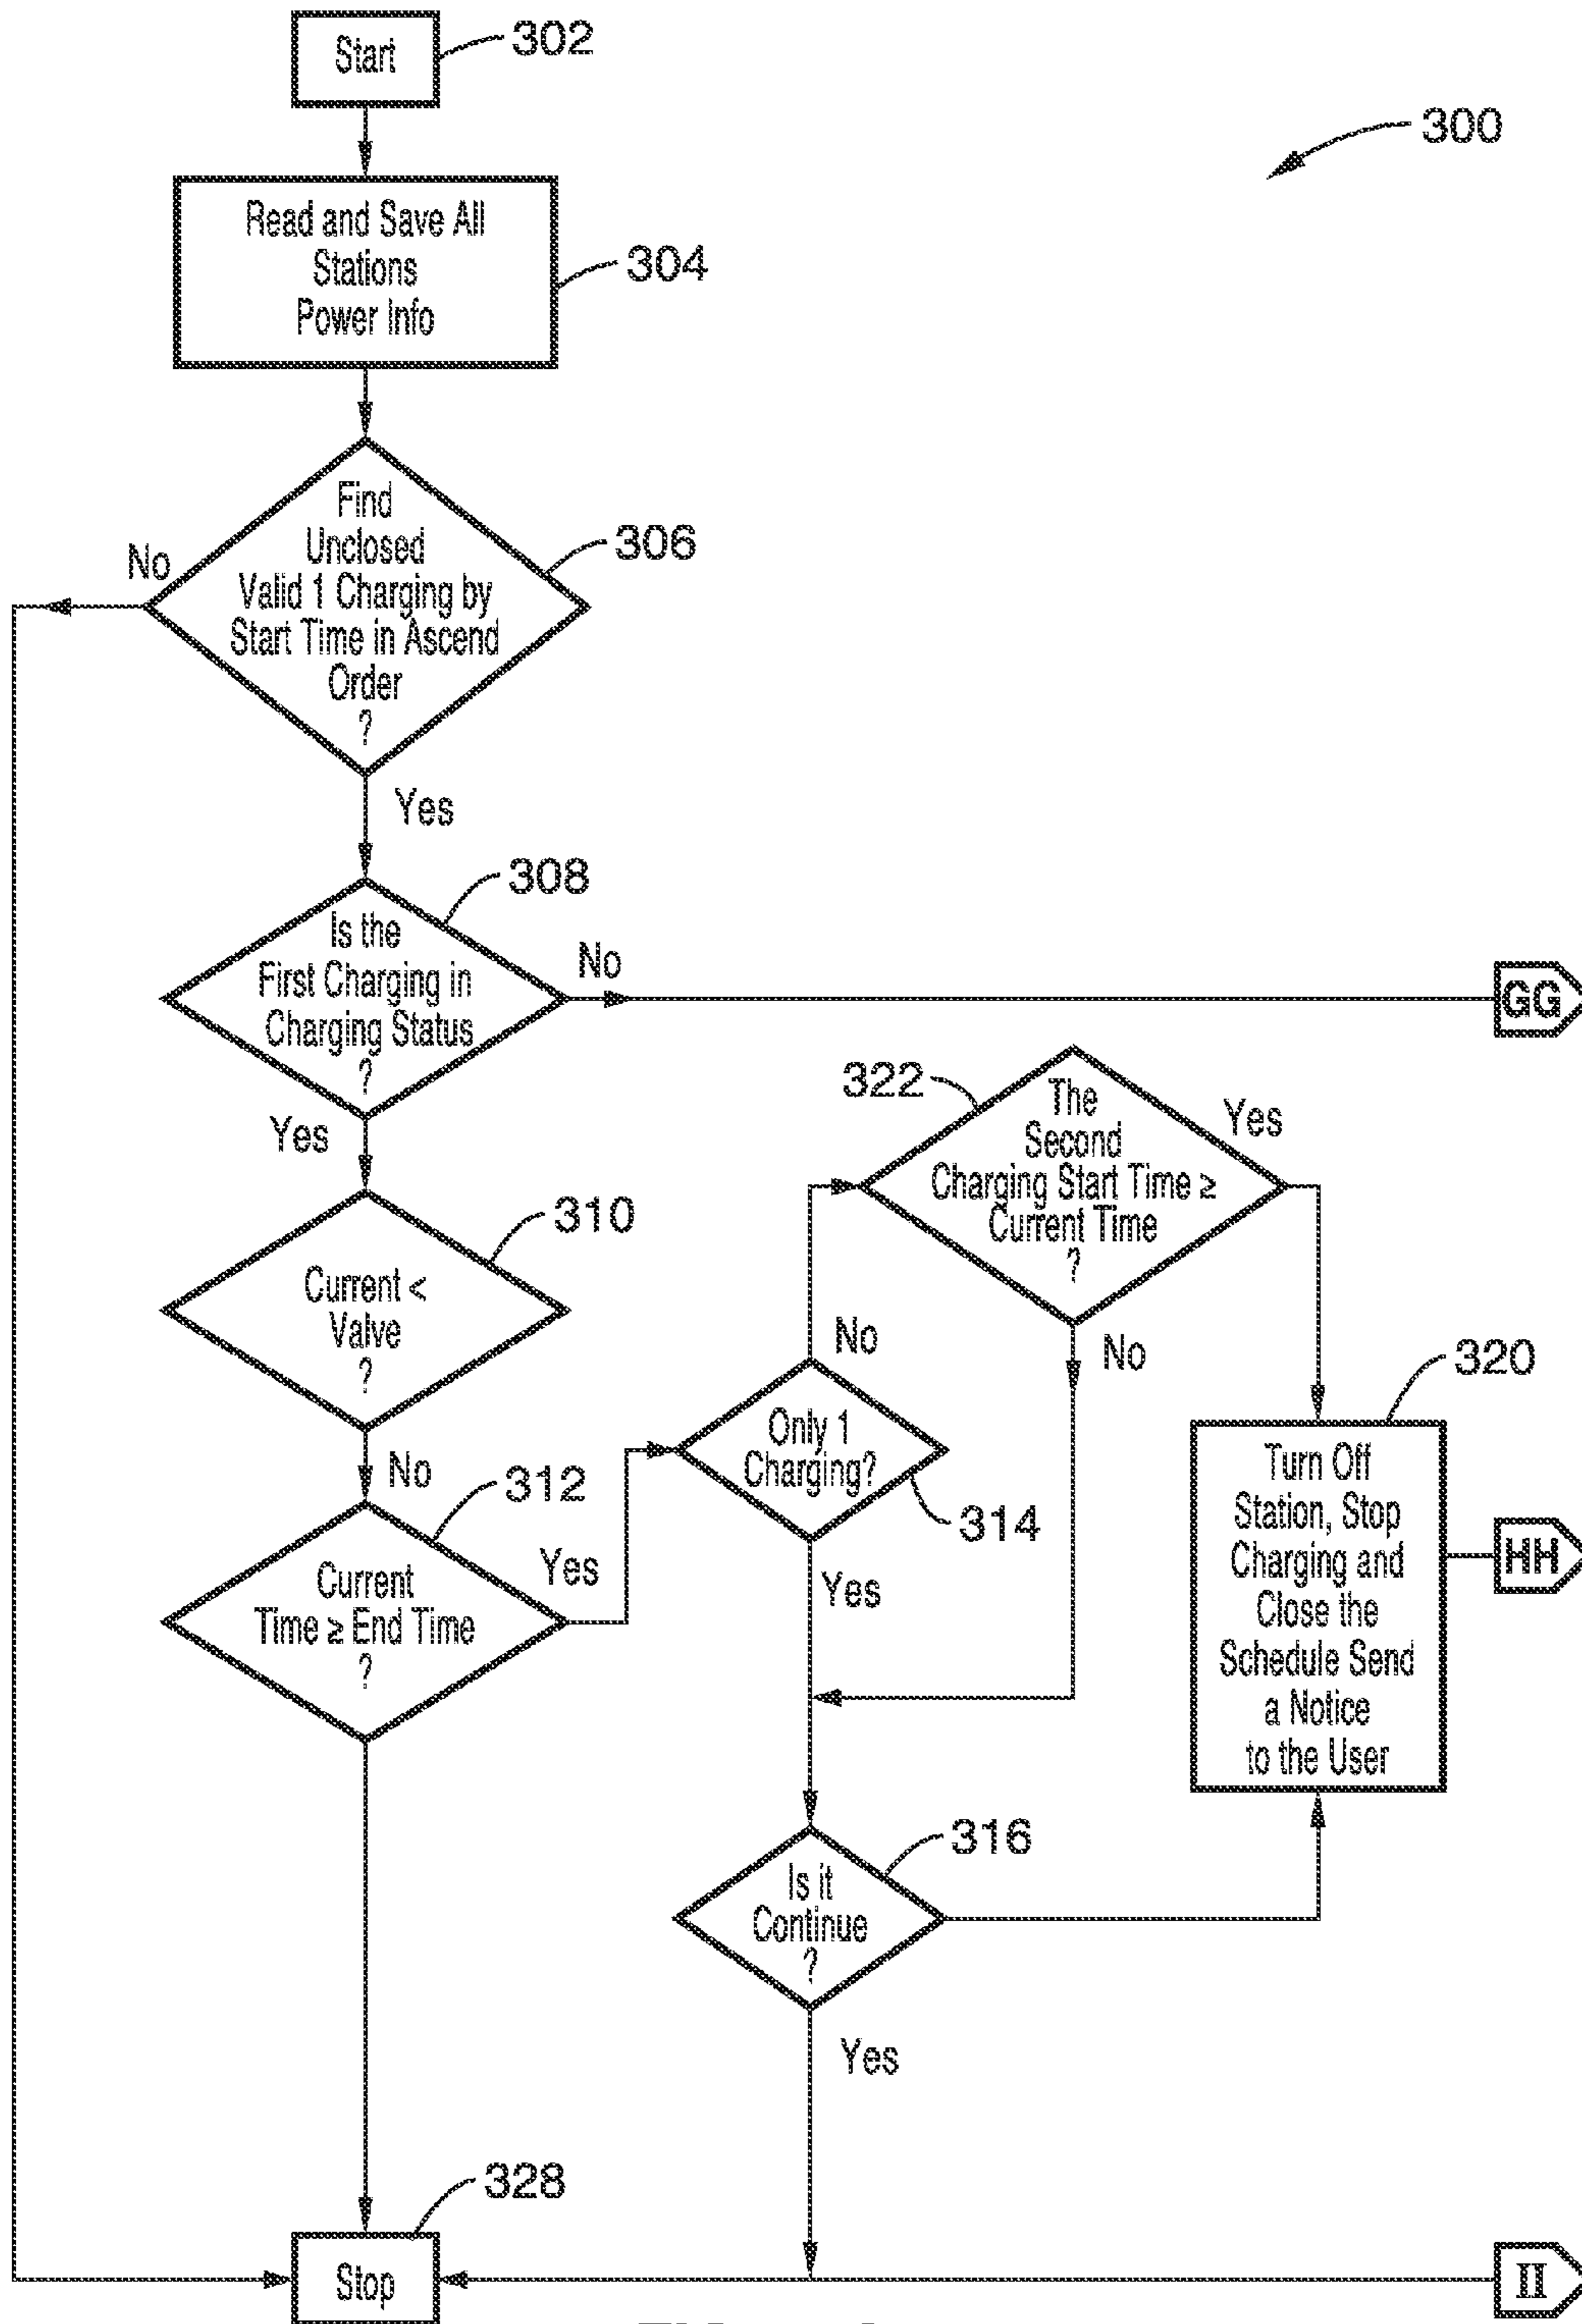 Start
302
300
Read and Save All
Stations
Power Info
304
Find
Unclosed
Valid 1 Charging by
Start Time in Ascend
Order
?
306
No
Yes
308
Is the
First Charging in
Charging Status
?
No
GG
Yes
322
The
Second
Charging Start Time ≥
Current Time
?
Yes
310
Current <
Valve
?
No
No
320
Only 1
Charging?
314
No
312
Current
Time ≥ End Time
?
Yes
Yes
Turn Off
Station, Stop
Charging and
Close the
Schedule Send
a Notice
to the User
HH
316
Is it
Continue
?
Yes
328
Stop
II